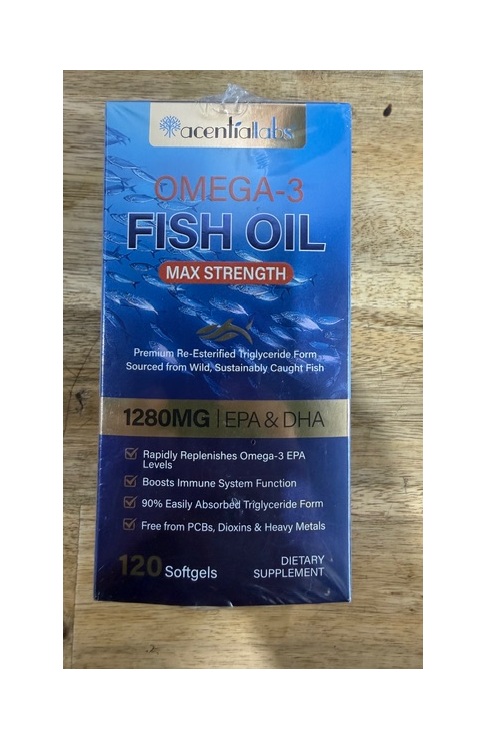 acentialabs
OMEGA-3
FISH OIL
MAX STRENGTH
Premium Re-Esterified Triglyceride Form
Sourced from Wild, Sustainably Caught Fish
1280MG | EPA & DHA
Rapidly Replenishes Omega-3 EPA
Levels
Boosts Immune System Function
90% Easily Absorbed Triglyceride Form
Free from PCBs, Dioxins & Heavy Metals
120 Softgels
DIETARY
SUPPLEMENT